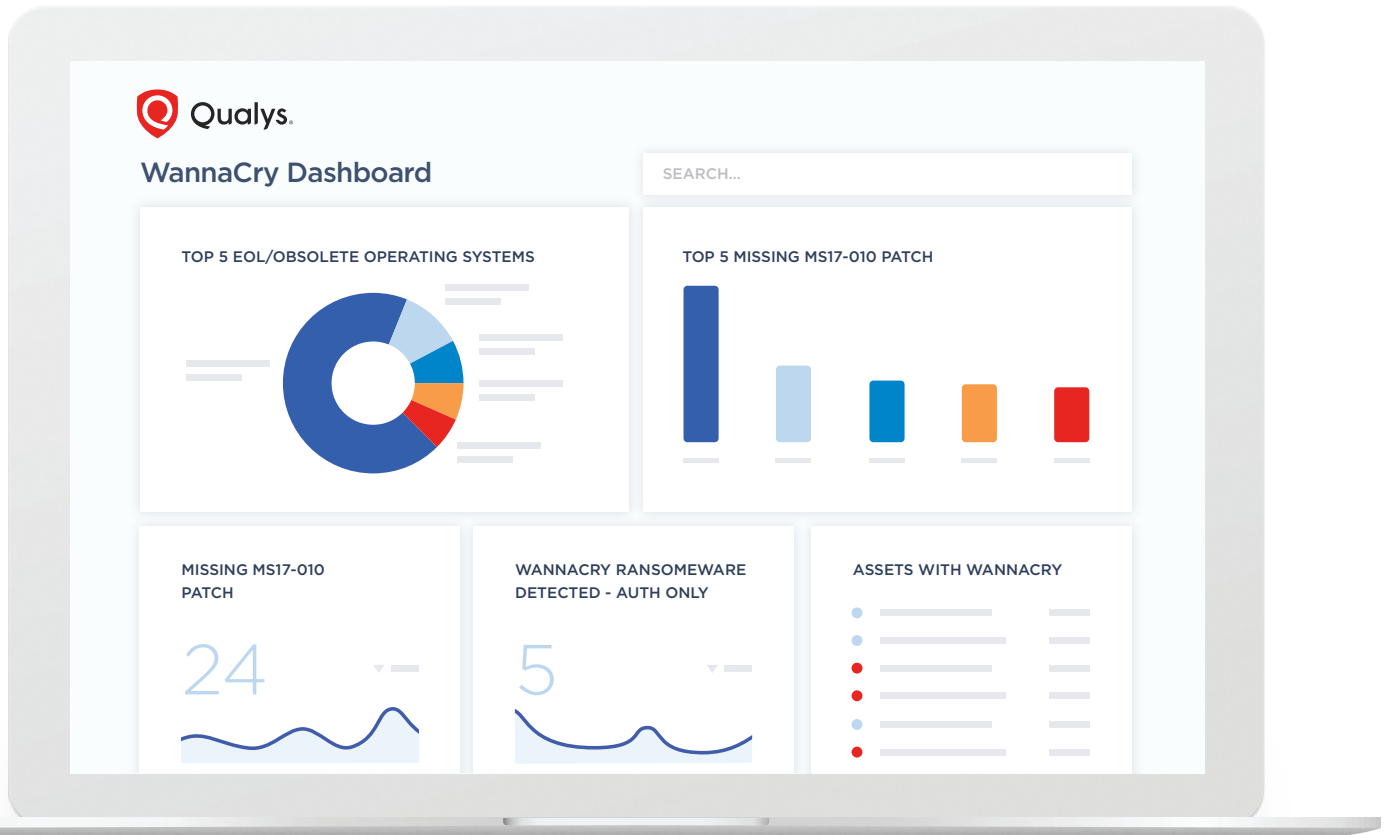 Qualys.
WannaCry Dashboard
SEARCH...
TOP 5 EOL/OBSOLETE OPERATING SYSTEMS
TOP 5 MISSING MS17-010 PATCH
MISSING MS17-010
PATCH
24
WANNACRY RANSOMEWARE
DETECTED - AUTH ONLY
5
ASSETS WITH WANNACRY